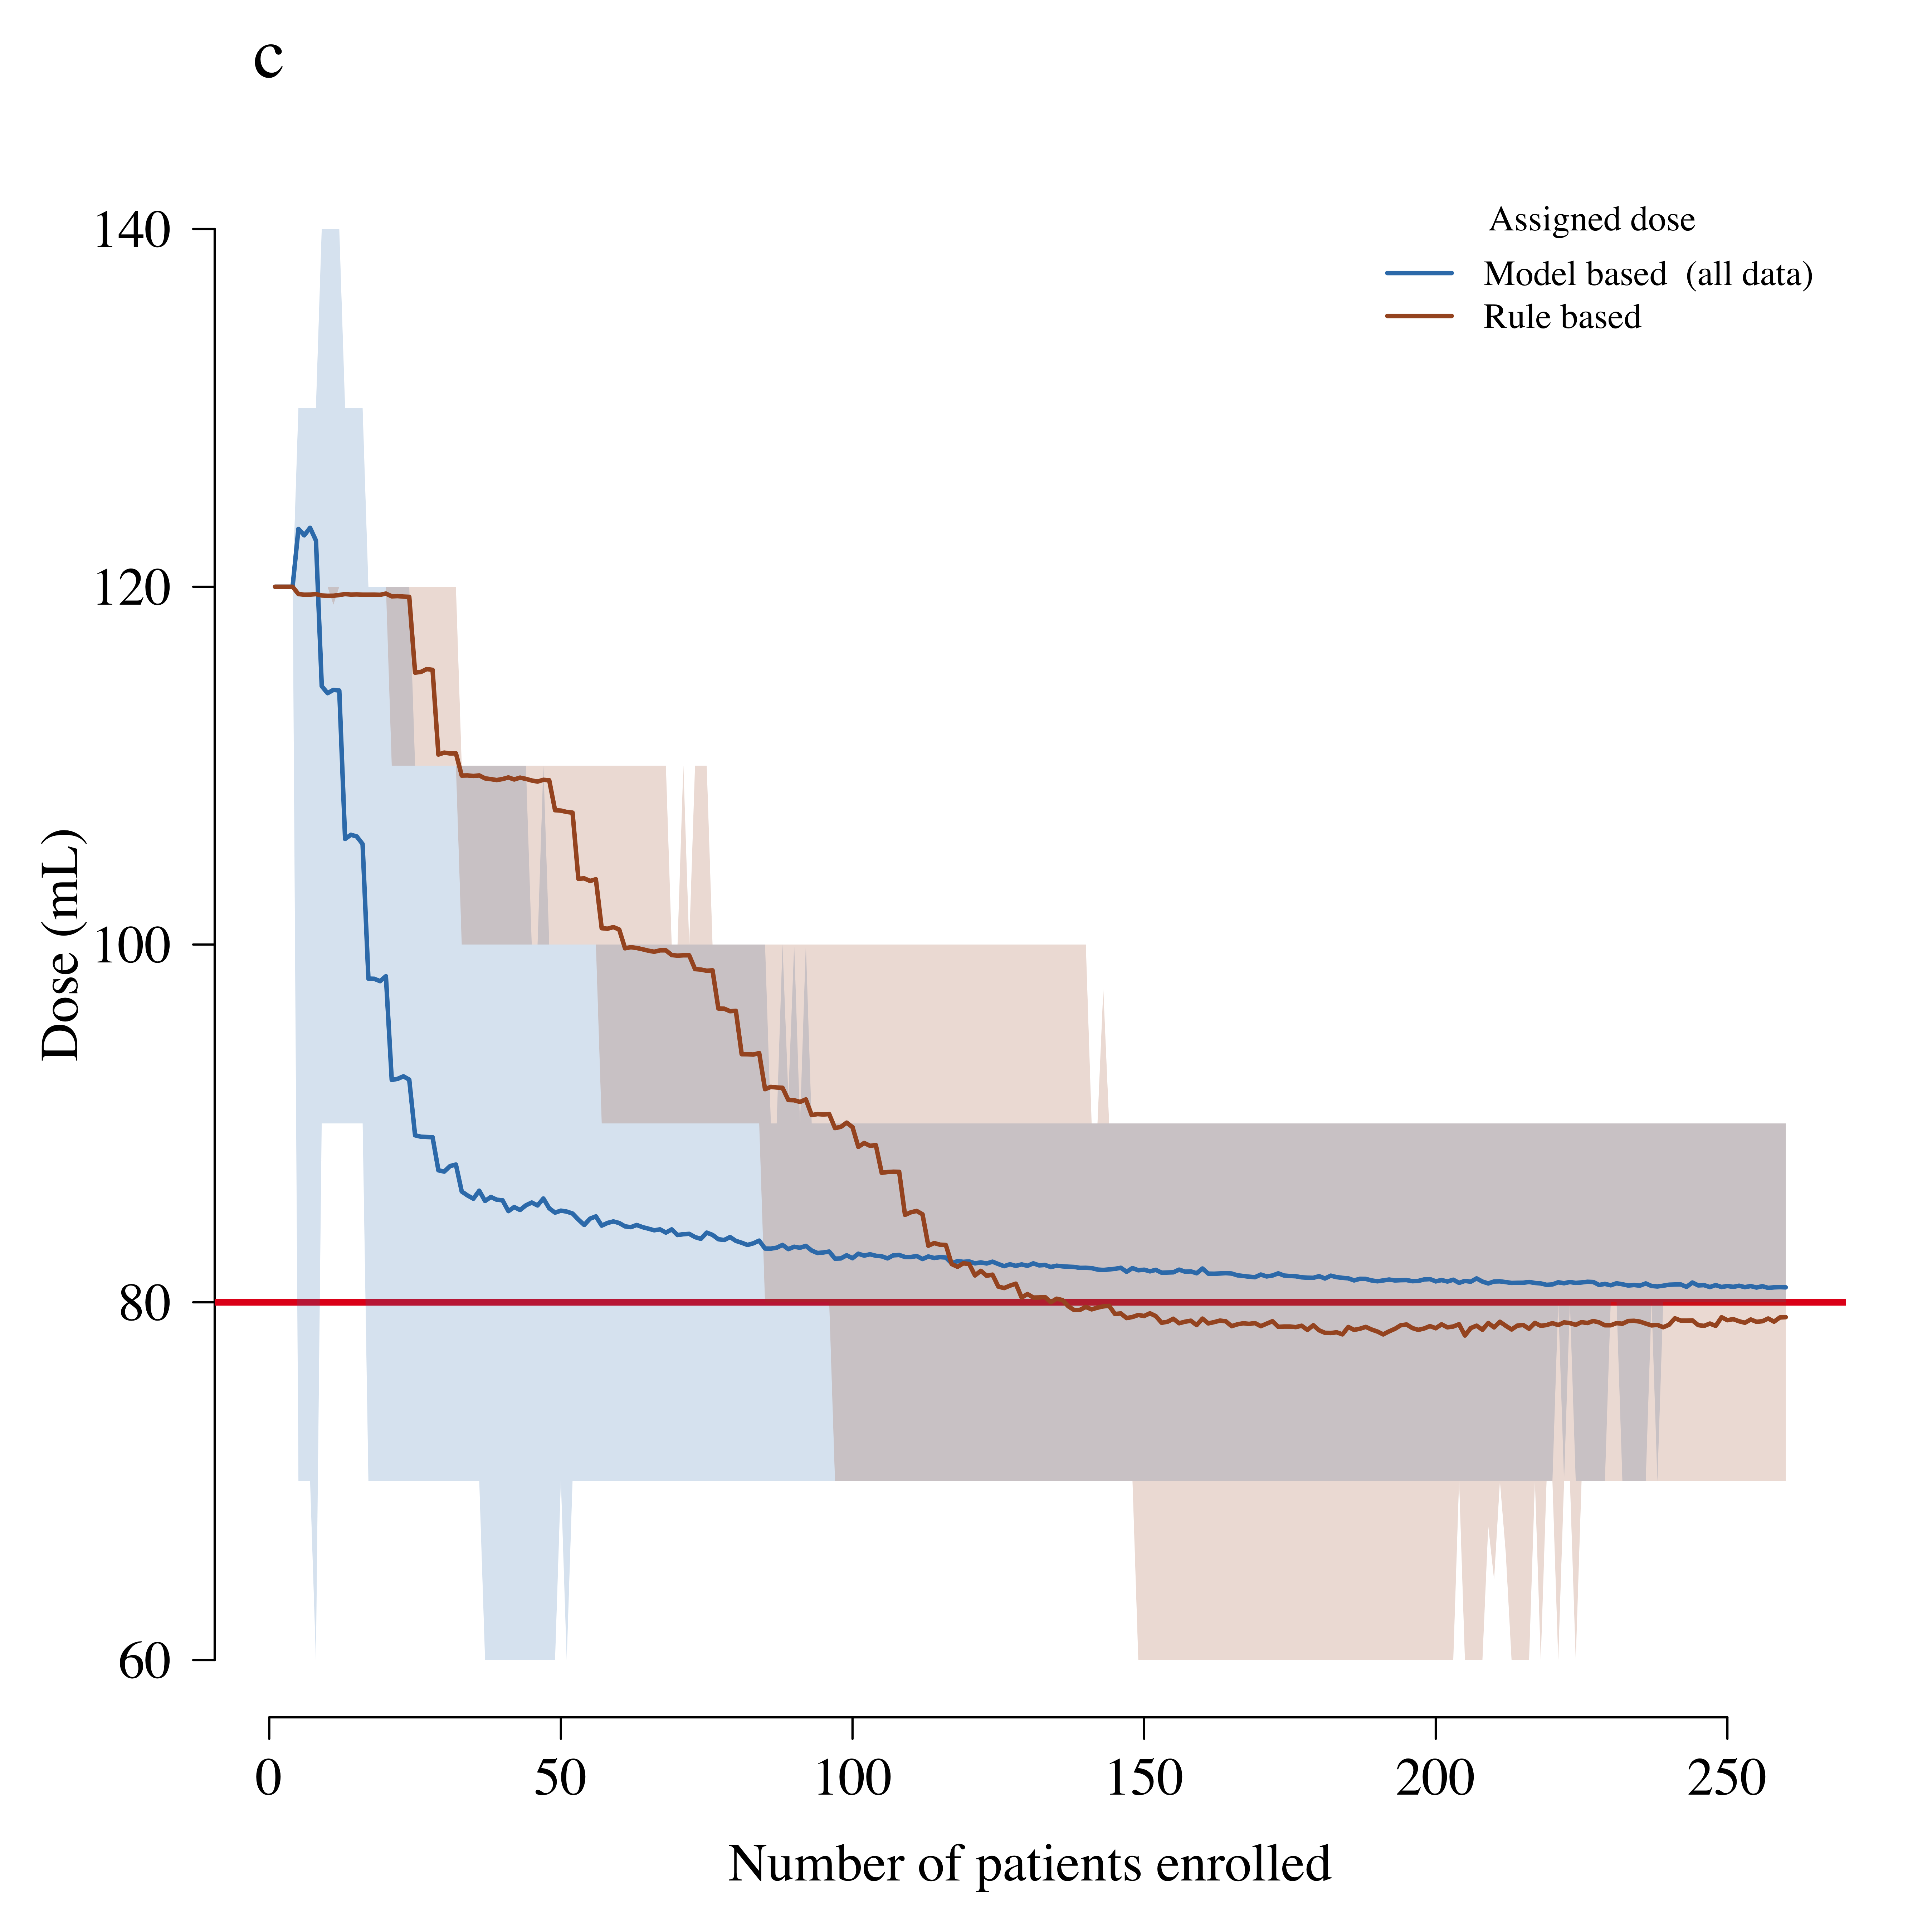 c
Assigned dose
Model based  (all data)
Rule based
140
120
100
80
60
Dose (mL)
0 50 100 150 200 250
Number of patients enrolled